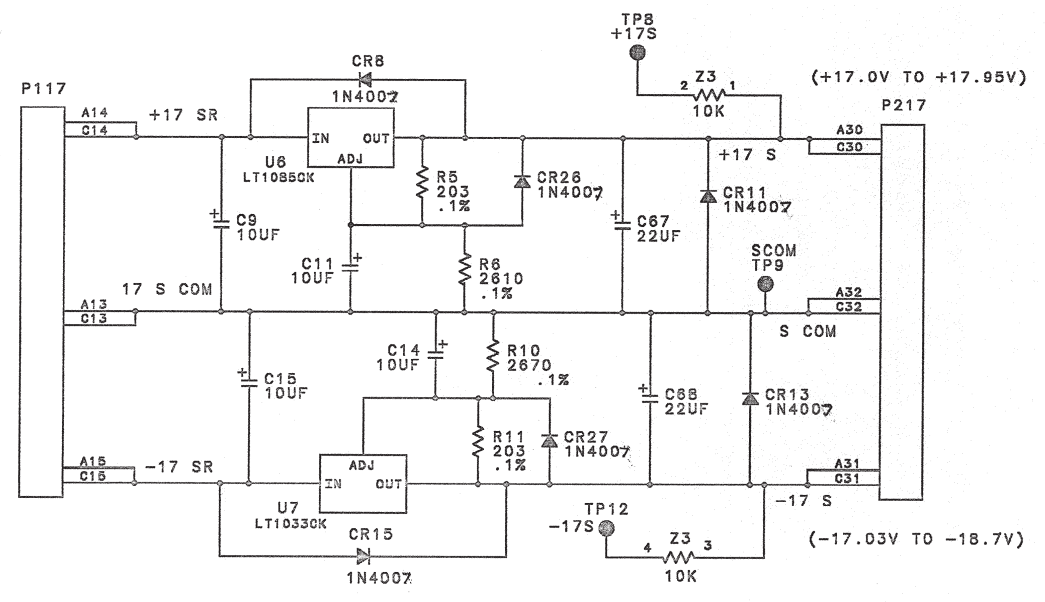 TP8
+17S
P117
CR8
1N4007
Z3
2 1
10K
(+17.0V TO +17.95V)
P217
A14
C14
+17 SR
IN OUT
ADJ
U6
LT1085CK
R5
203
.1%
CR26
1N4007
+17 S
A30
C30
CR11
1N4007
C9
10UF
C67
22UF
C11
10UF
R6
2610
.1%
SCOM
TP9
17 S COM
A13
C13
A32
C32
S COM
C14
10UF
R10
2670
.1%
C15
10UF
C68
22UF
CR13
1N4007
R11
203
.1%
CR27
1N4007
A15
C15
-17 SR
ADJ
IN OUT
U7
LT1033CK
A31
C31
-17 S
TP12
-17S
CR15
1N4007
Z3
4 3
10K
(-17.03V TO -18.7V)